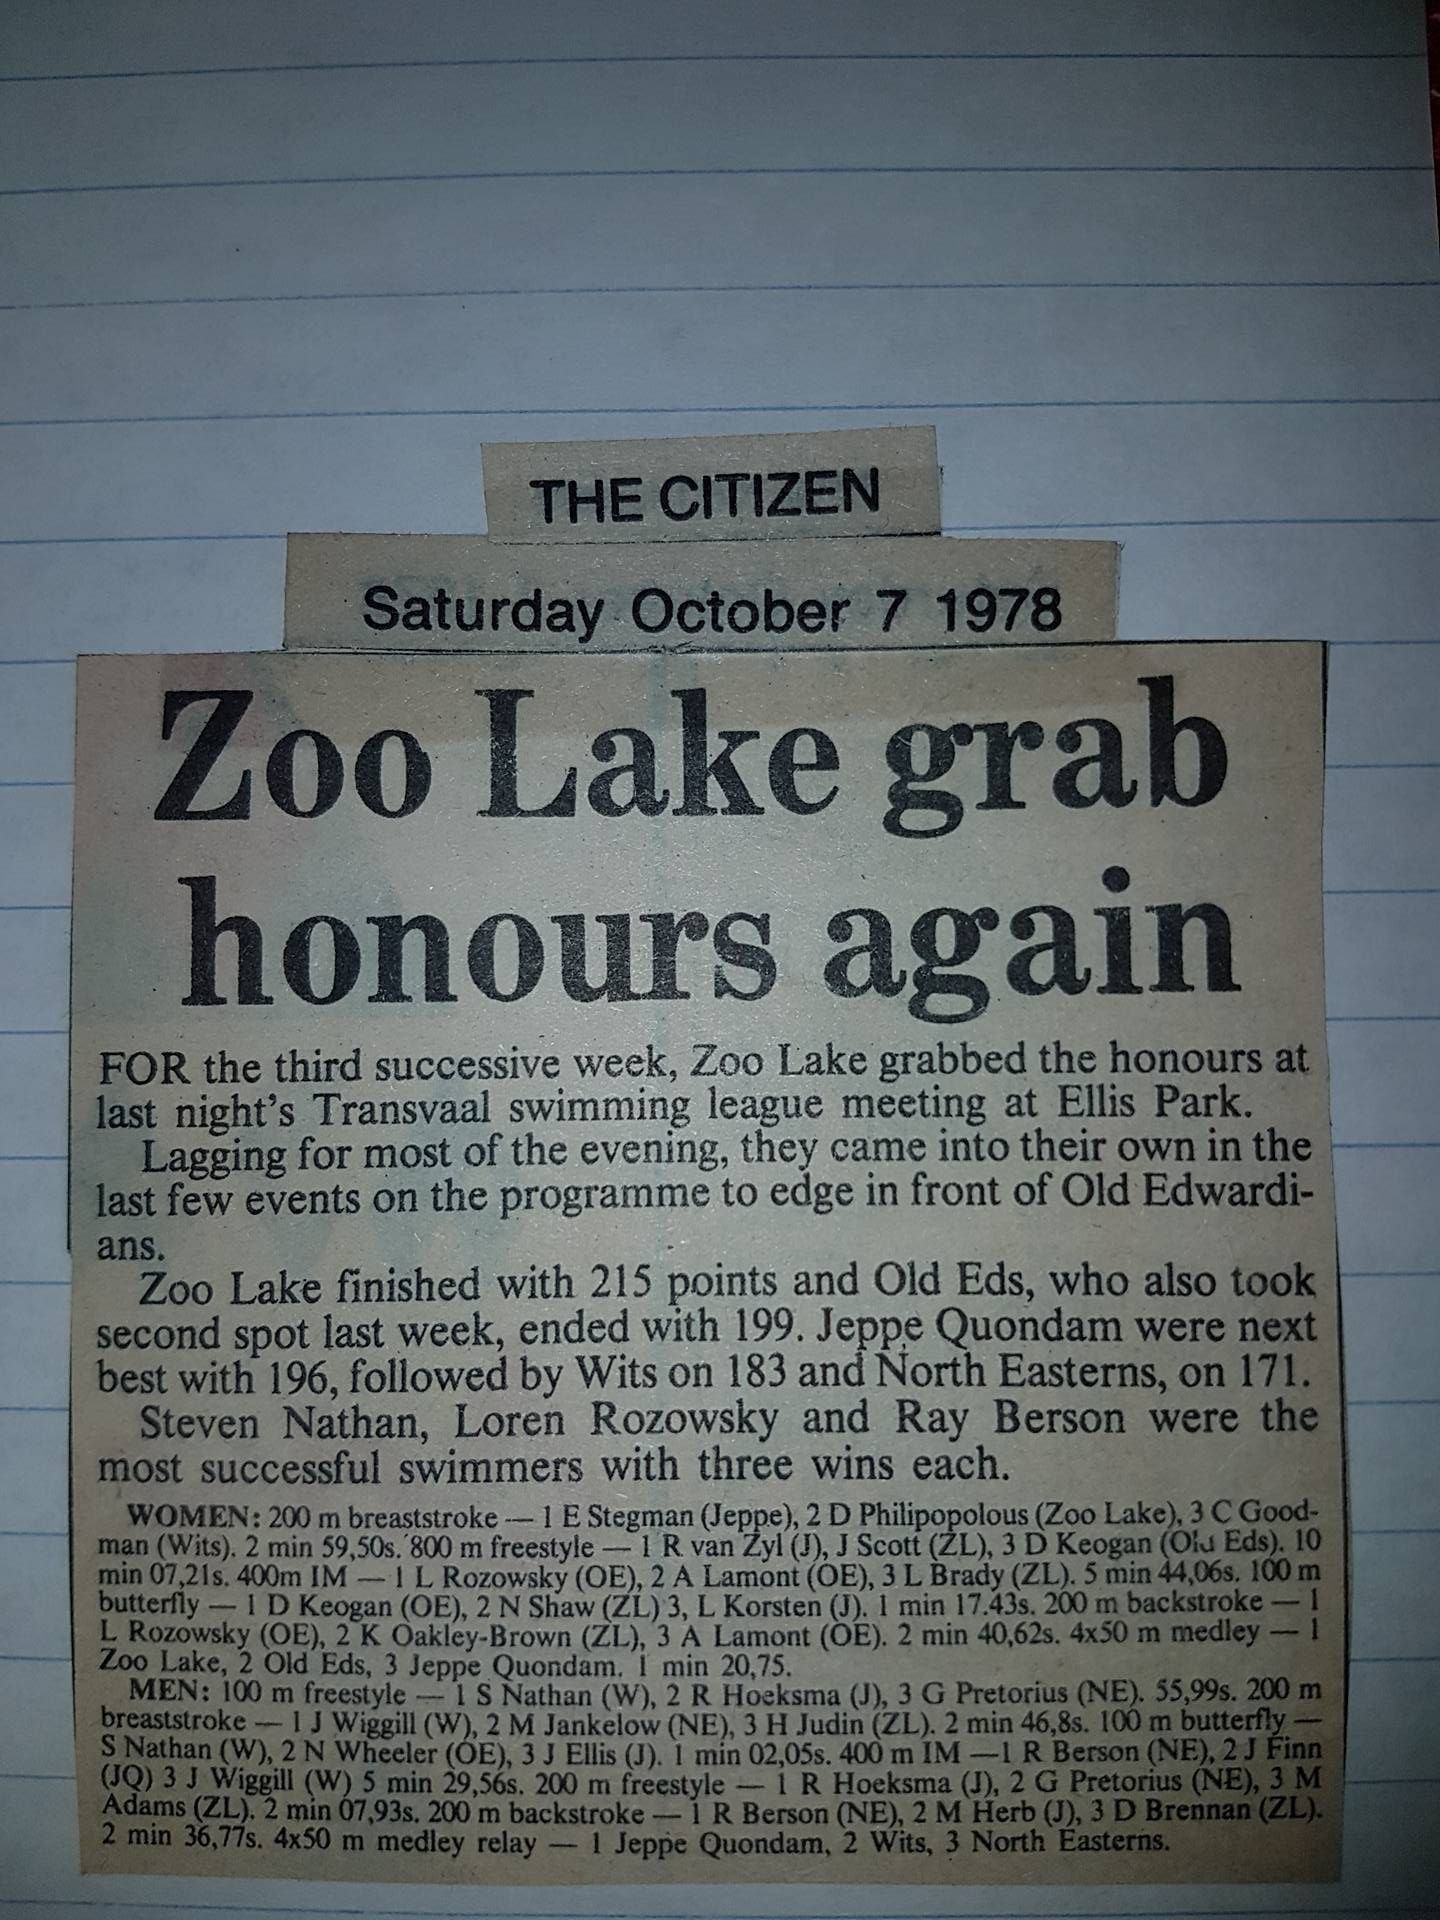 THE CITIZEN
Saturday October 7 1978
Zoo Lake grab
honours again
FOR the third successive week, Zoo Lake grabbed the honours at
last night's Transvaal swimming league meeting at Ellis Park.
Lagging for most of the evening, they came into their own in the
last few events on the programme to edge in front of Old Edwardi-
ans.
Zoo Lake finished with 215 points and Old Eds, who also took
second spot last week, ended with 199. Jeppe Quondam were next
best with 196, followed by Wits on 183 and North Easterns, on 171.
Steven Nathan, Loren Rozowsky and Ray Berson were the
most successful swimmers with three wins each.
WOMEN: 200 m breaststroke — 1 E Stegman (Jeppe), 2 D Philipopolous (Zoo Lake), 3 C Good-
man (Wits). 2 min 59,50s. 800 m freestyle — 1 R van Zyl (J), J Scott (ZL), 3 D Keogan (Old Eds). 10
min 07,21s. 400m IM — 1 L Rozowsky (OE), 2 A Lamont (OE), 3 L Brady (ZL). 5 min 44,06s. 100 m
butterfly — 1 D Keogan (OE), 2 N Shaw (ZL) 3, L Korsten (J). 1 min 17.43s. 200 m backstroke — 1
L Rozowsky (OE), 2 K Oakley-Brown (ZL), 3 A Lamont (OE). 2 min 40,62s. 4x50 m medley — 1
Zoo Lake, 2 Old Eds, 3 Jeppe Quondam. 1 min 20,75.
MEN: 100 m freestyle — 1 S Nathan (W), 2 R Hoeksma (J), 3 G Pretorius (NE). 55,99s. 200 m
breaststroke — 1 J Wiggill (W), 2 M Jankelow (NE), 3 H Judin (ZL). 2 min 46,8s. 100 m butterfly —
S Nathan (W), 2 N Wheeler (OE), 3 J Ellis (J). 1 min 02,05s. 400 m IM —1 R Berson (NE), 2 J Finn
(JQ) 3 J Wiggill (W) 5 min 29,56s. 200 m freestyle — 1 R Hoeksma (J), 2 G Pretorius (NE), 3 M
Adams (ZL). 2 min 07,93s. 200 m backstroke — 1 R Berson (NE), 2 M Herb (J), 3 D Brennan (ZL).
2 min 36,77s. 4x50 m medley relay — 1 Jeppe Quondam, 2 Wits, 3 North Easterns.